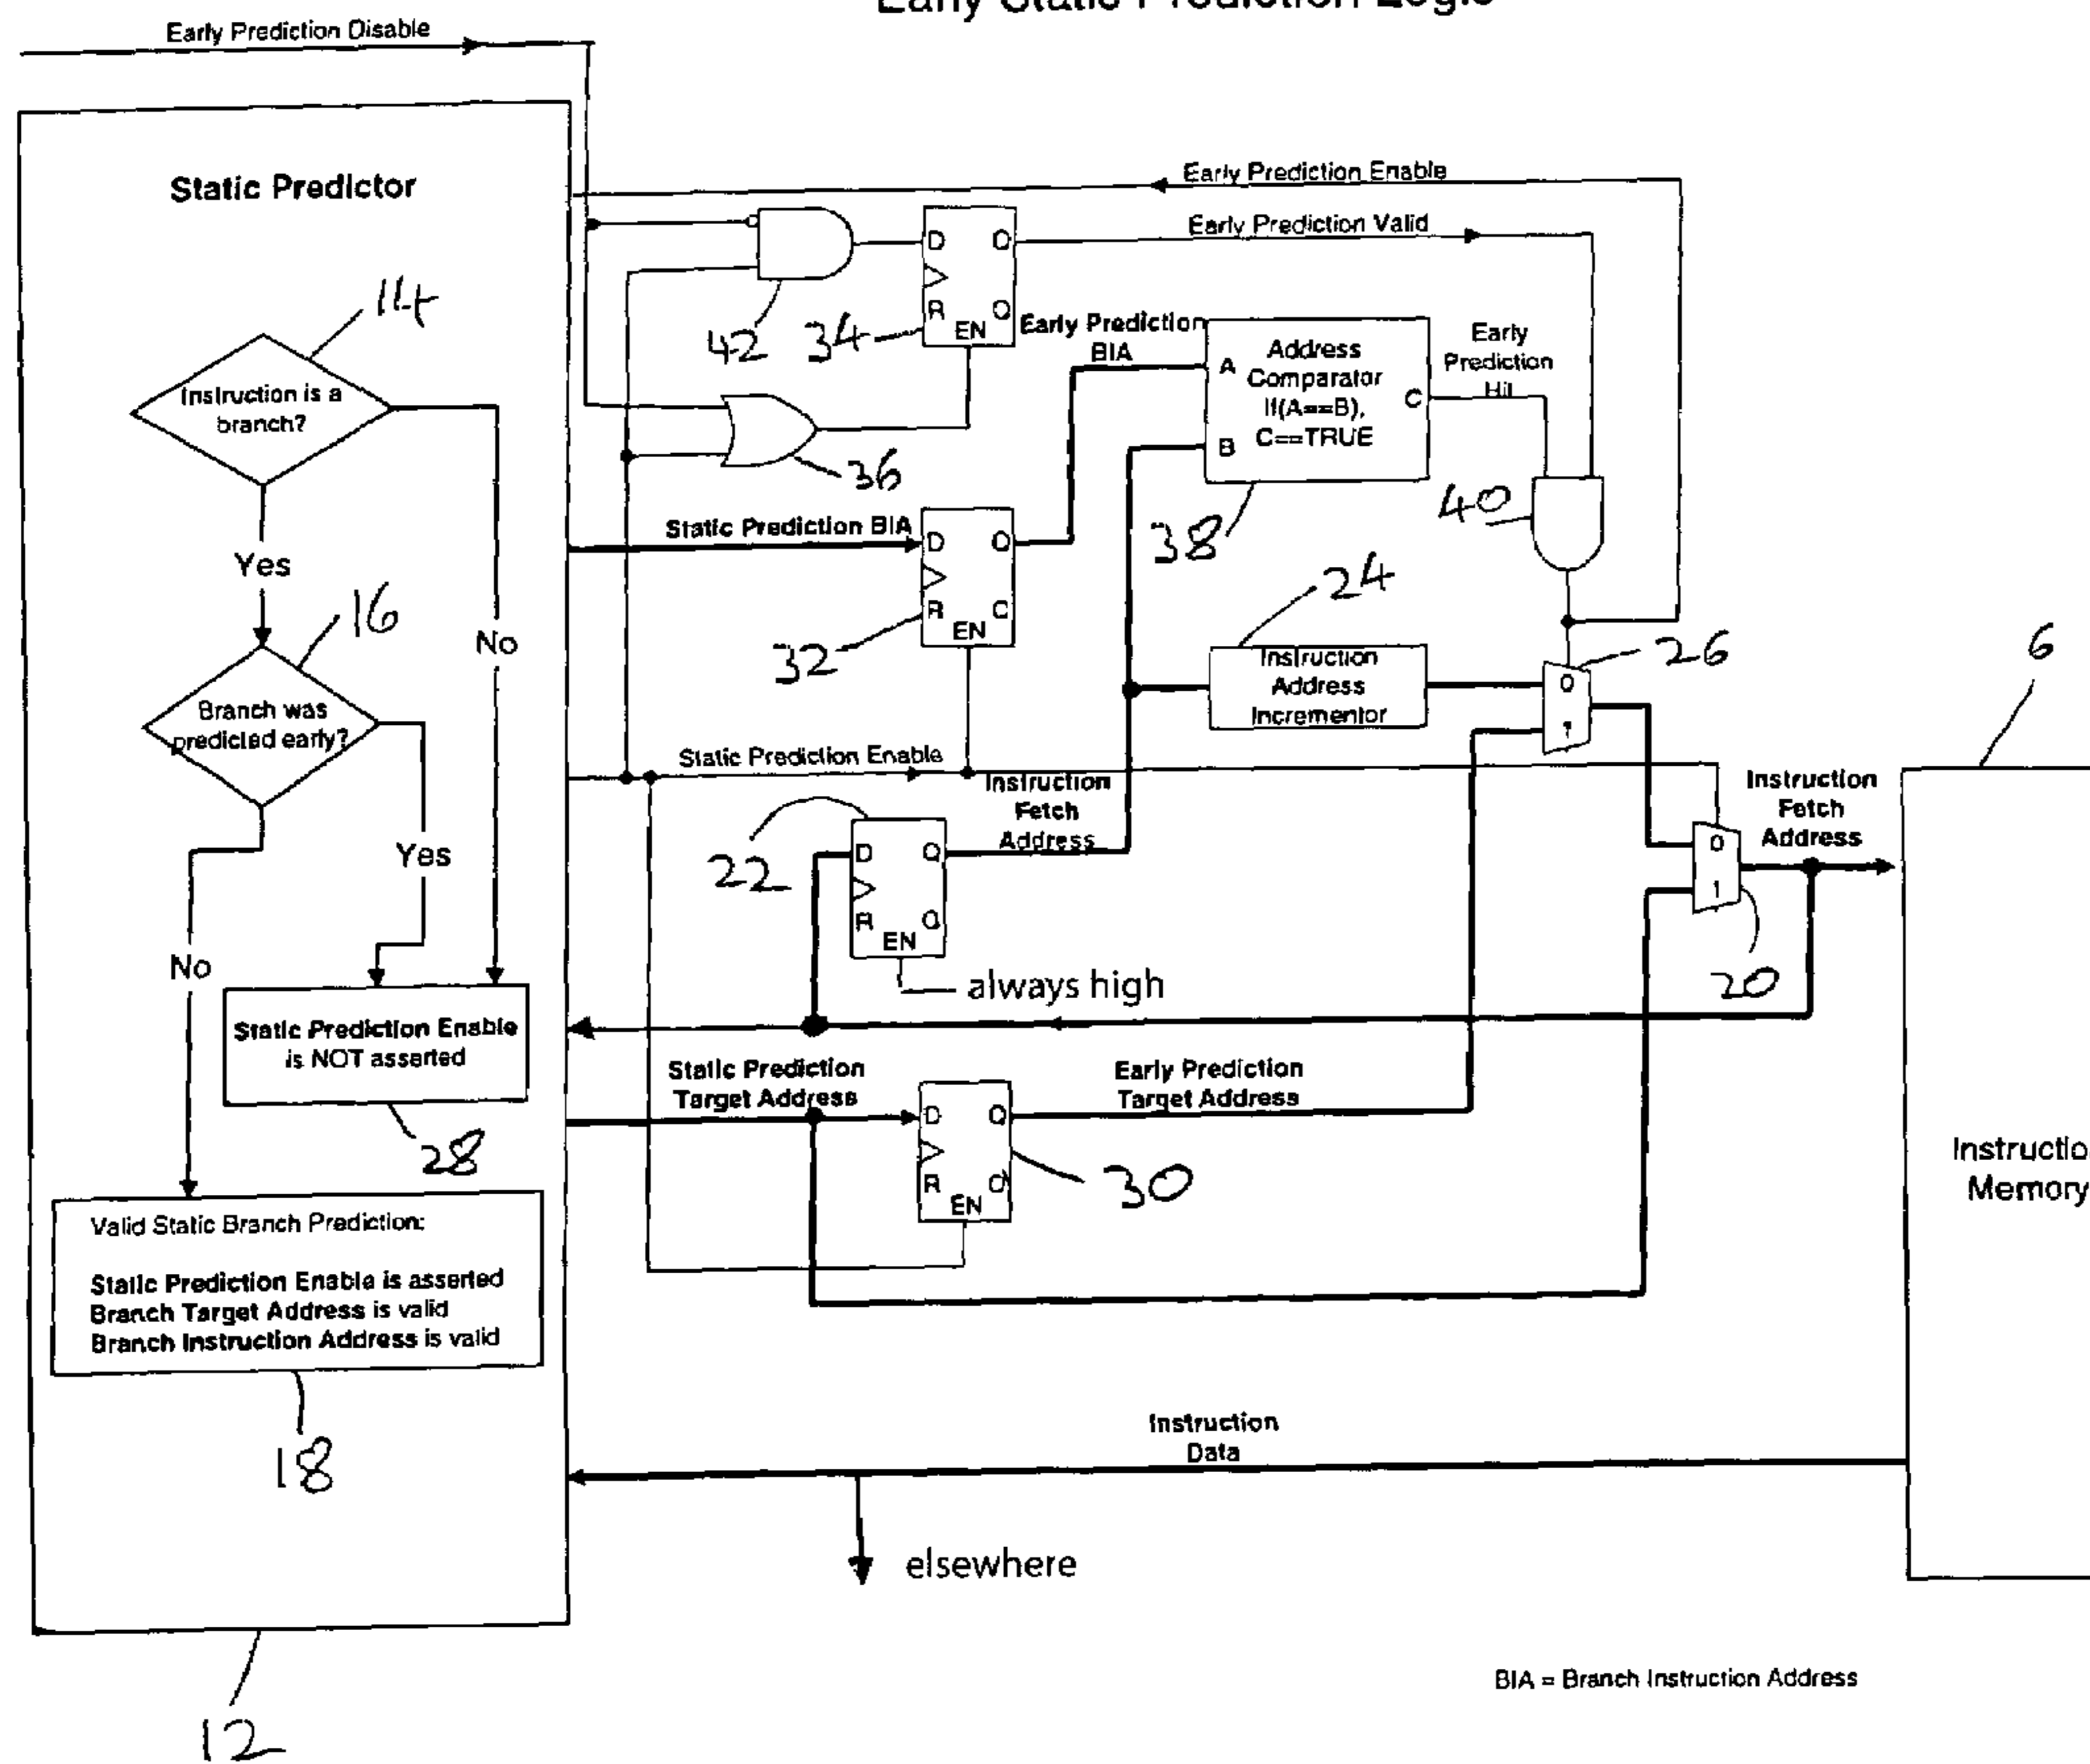 Early Static Prediction Logic
Early Prediction Disable
Static Predictor
Early Prediction Enable
Early Prediction Valid
14
Instruction is a
branch?
Yes
No
16
Branch was
predicted early?
Yes
No
Static Prediction Enable
is NOT asserted
28
Valid Static Branch Prediction:
Static Prediction Enable is asserted
Branch Target Address is valid
Branch Instruction Address is valid
18
12
D Q
R Q
EN
42
34
36
Early Prediction
BIA
A
B
C
Address
Comparator
If(A==B),
C==TRUE
38
Early
Prediction
Hit
40
Static Prediction BIA
D Q
R C
EN
32
24
Instruction
Address
Incrementor
26
0
1
Static Prediction Enable
Instruction
Fetch
Address
22
D Q
R Q
EN
always high
0
1
20
Instruction
Fetch
Address
6
Static Prediction
Target Address
Early Prediction
Target Address
D Q
R Q
EN
30
Instructio
Memory
Instruction
Data
elsewhere
BIA = Branch Instruction Address